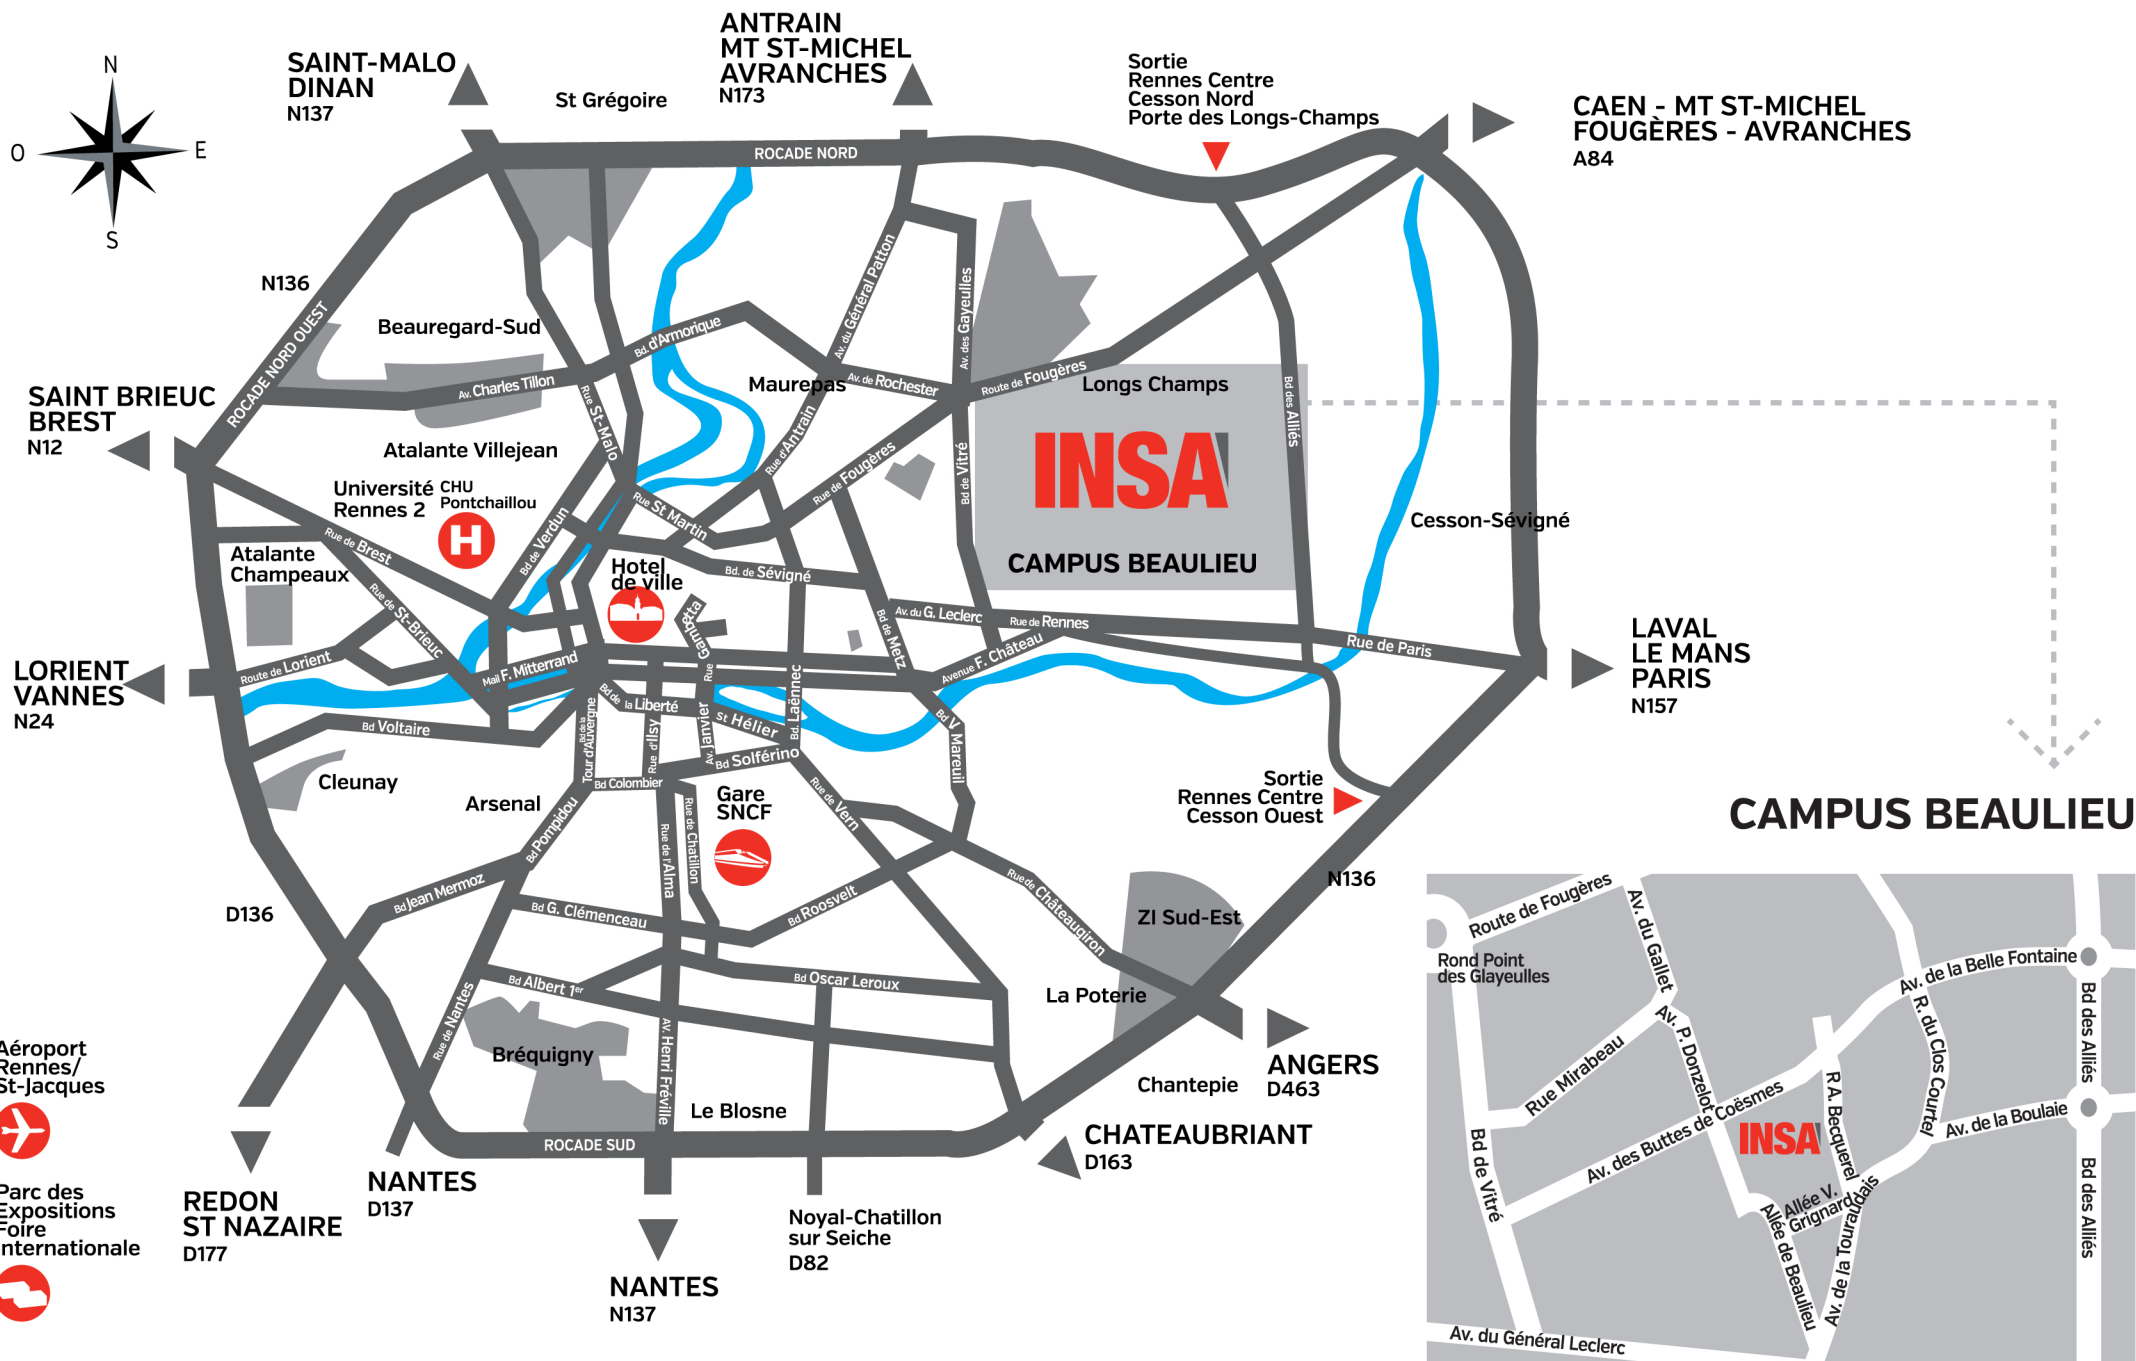 N
O
E
S
SAINT-MALO
DINAN
N137
St Grégoire
ANTRAIN
MT ST-MICHEL
AVRANCHES
N173
Sortie
Rennes Centre
Cesson Nord
Porte des Longs-Champs
CAEN - MT ST-MICHEL
FOUGÈRES - AVRANCHES
A84
ROCADE NORD
N136
ROCADE NORD OUEST
Beauregard-Sud
Av. Charles Tillon
Bd. d'Armorique
Av. du Général Patton
Av. des Gayeulles
Maurepas
Av. de Rochester
Route de Fougères
Longs Champs
Bd des Alliés
SAINT BRIEUC
BREST
N12
Atalante Villejean
Rue St-Malo
Rue d'Antrain
Rue de Fougères
Bd de Vitré
INSA
CAMPUS BEAULIEU
Cesson-Sévigné
Université
Rennes 2
CHU
Pontchaillou
H
Rue St Martin
Rue de Brest
Bd de Verdun
Atalante
Champeaux
Hotel
de ville
Bd. de Sévigné
Rue de St-Brieuc
Rue Gambetta
Bd de Metz
Av. du G. Leclerc
Rue de Rennes
Avenue F. Château
Rue de Paris
LAVAL
LE MANS
PARIS
N157
LORIENT
VANNES
N24
Route de Lorient
Mail F. Mitterrand
Bd de la Liberté
Bd. Laënnec
Bd Voltaire
Bd de la
Tour d'Auvergne
Rue d'Isly
Av. Janvier
St Hélier
Bd V Mareuil
Bd Solférino
Bd Colombier
Cleunay
Arsenal
Gare
SNCF
Rue de Vern
Sortie
Rennes Centre
Cesson Ouest
CAMPUS BEAULIEU
Bd Pompidou
Rue de l'Alma
Rue de Chatillon
Bd Jean Mermoz
Bd G. Clémenceau
Bd Roosvelt
Rue de Châteaugiron
N136
ZI Sud-Est
D136
Bd Albert 1er
Bd Oscar Leroux
La Poterie
Rue de Nantes
Av. Henri Fréville
Bréquigny
Le Blosne
Chantepie
ANGERS
D463
ROCADE SUD
CHATEAUBRIANT
D163
Aéroport
Rennes/
St-Jacques
Parc des
Expositions
Foire
Internationale
REDON
ST NAZAIRE
D177
NANTES
D137
NANTES
N137
Noyal-Chatillon
sur Seiche
D82
Route de Fougères
Av. du Gallet
Rond Point
des Glayeulles
Av. de la Belle Fontaine
Bd des Alliés
R. du Clos Courtel
Av. P. Donzelot
Rue Mirabeau
Av. des Buttes de Coësmes
R A. Becquerel
INSA
Av. de la Boulaie
Bd de Vitré
Allée V.
Grignard
Bd des Alliés
Allée de Beaulieu
Av. de la Touraudais
Av. du Général Leclerc